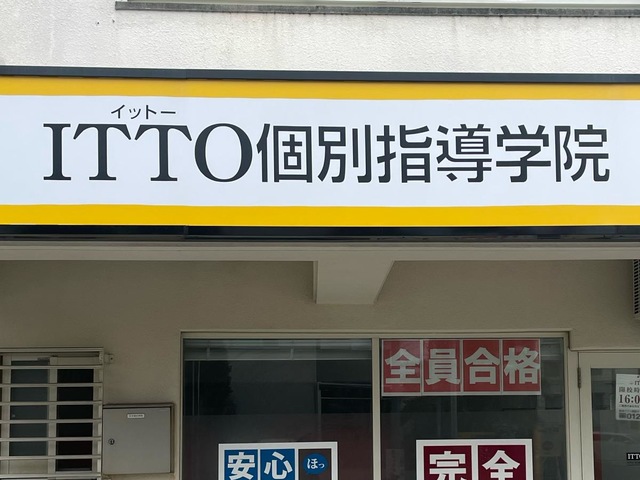 イットー
ITTO個別指導学院
全員合格
安心 ほっ
完全
16:0